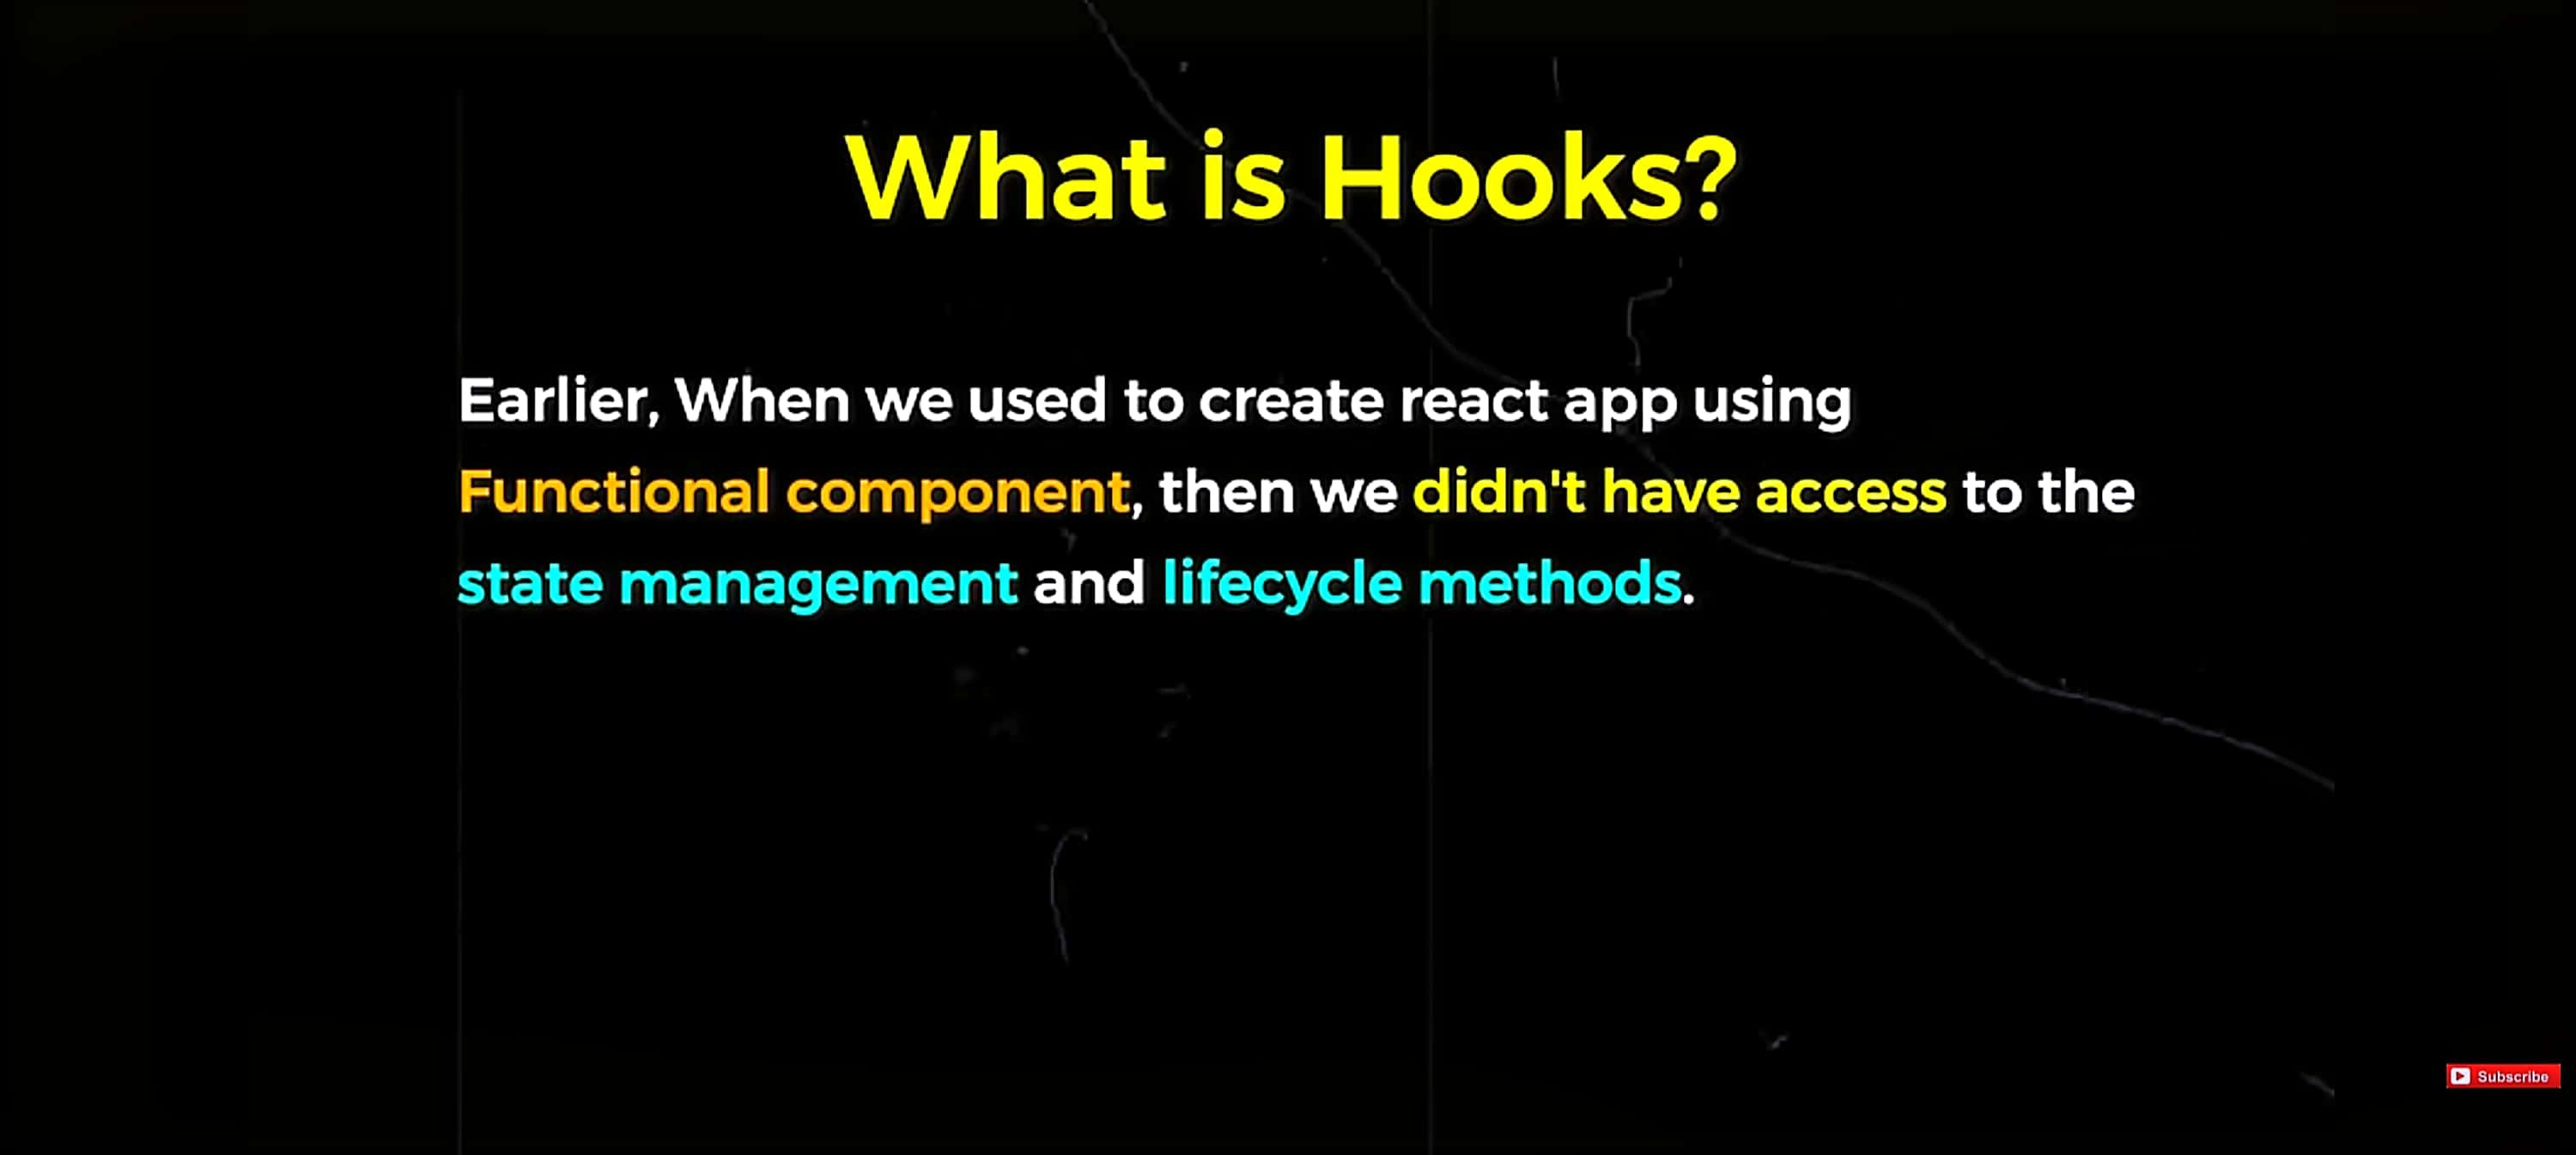 What is Hooks?
Earlier, When we used to create react app using
Functional component, then we didn't have access to the
state management and lifecycle methods.
Subscribe